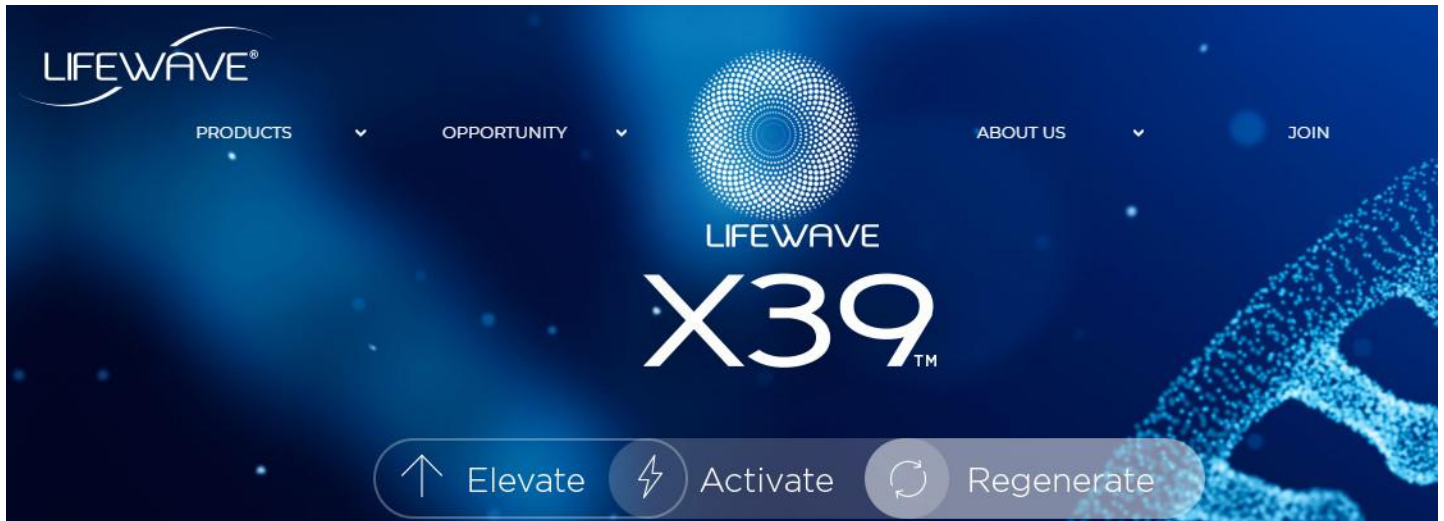 LIFEWAVE®
PRODUCTS OPPORTUNITY ABOUT US JOIN
LIFEWAVE
X39™
Elevate Activate Regenerate